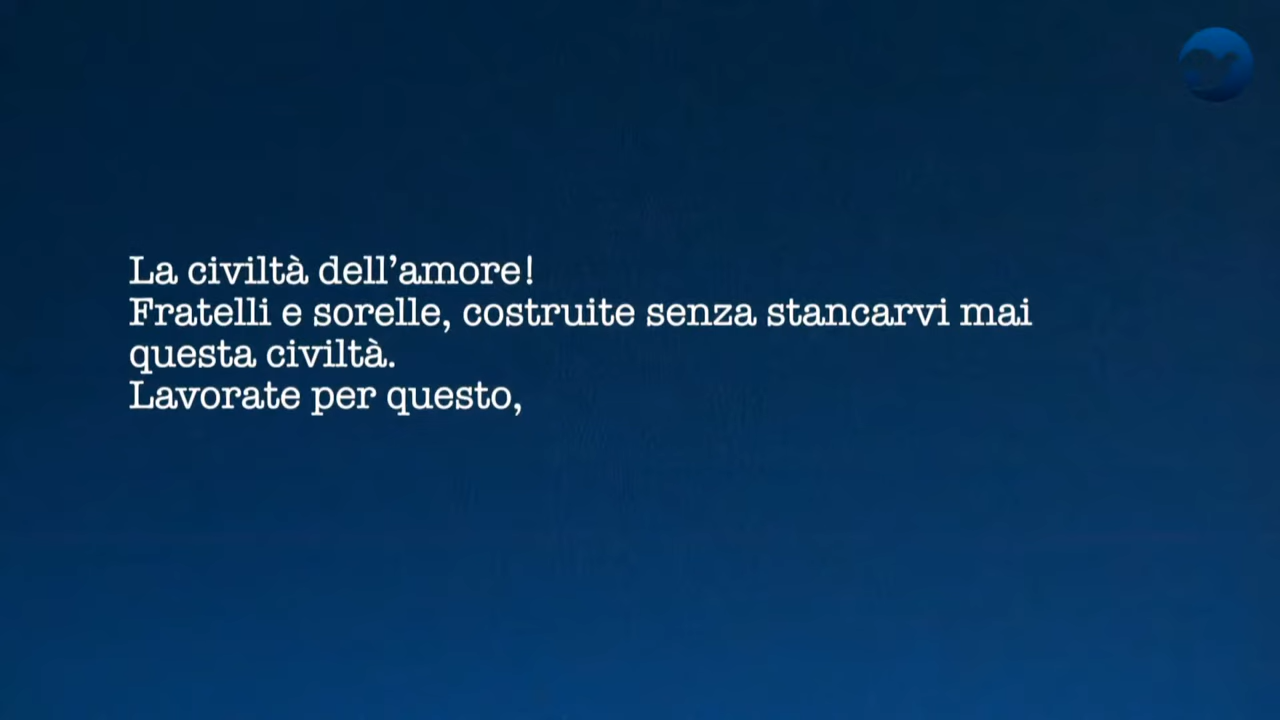 La civiltà dell’amore!
Fratelli e sorelle, costruite senza stancarvi mai
questa civiltà.
Lavorate per questo,